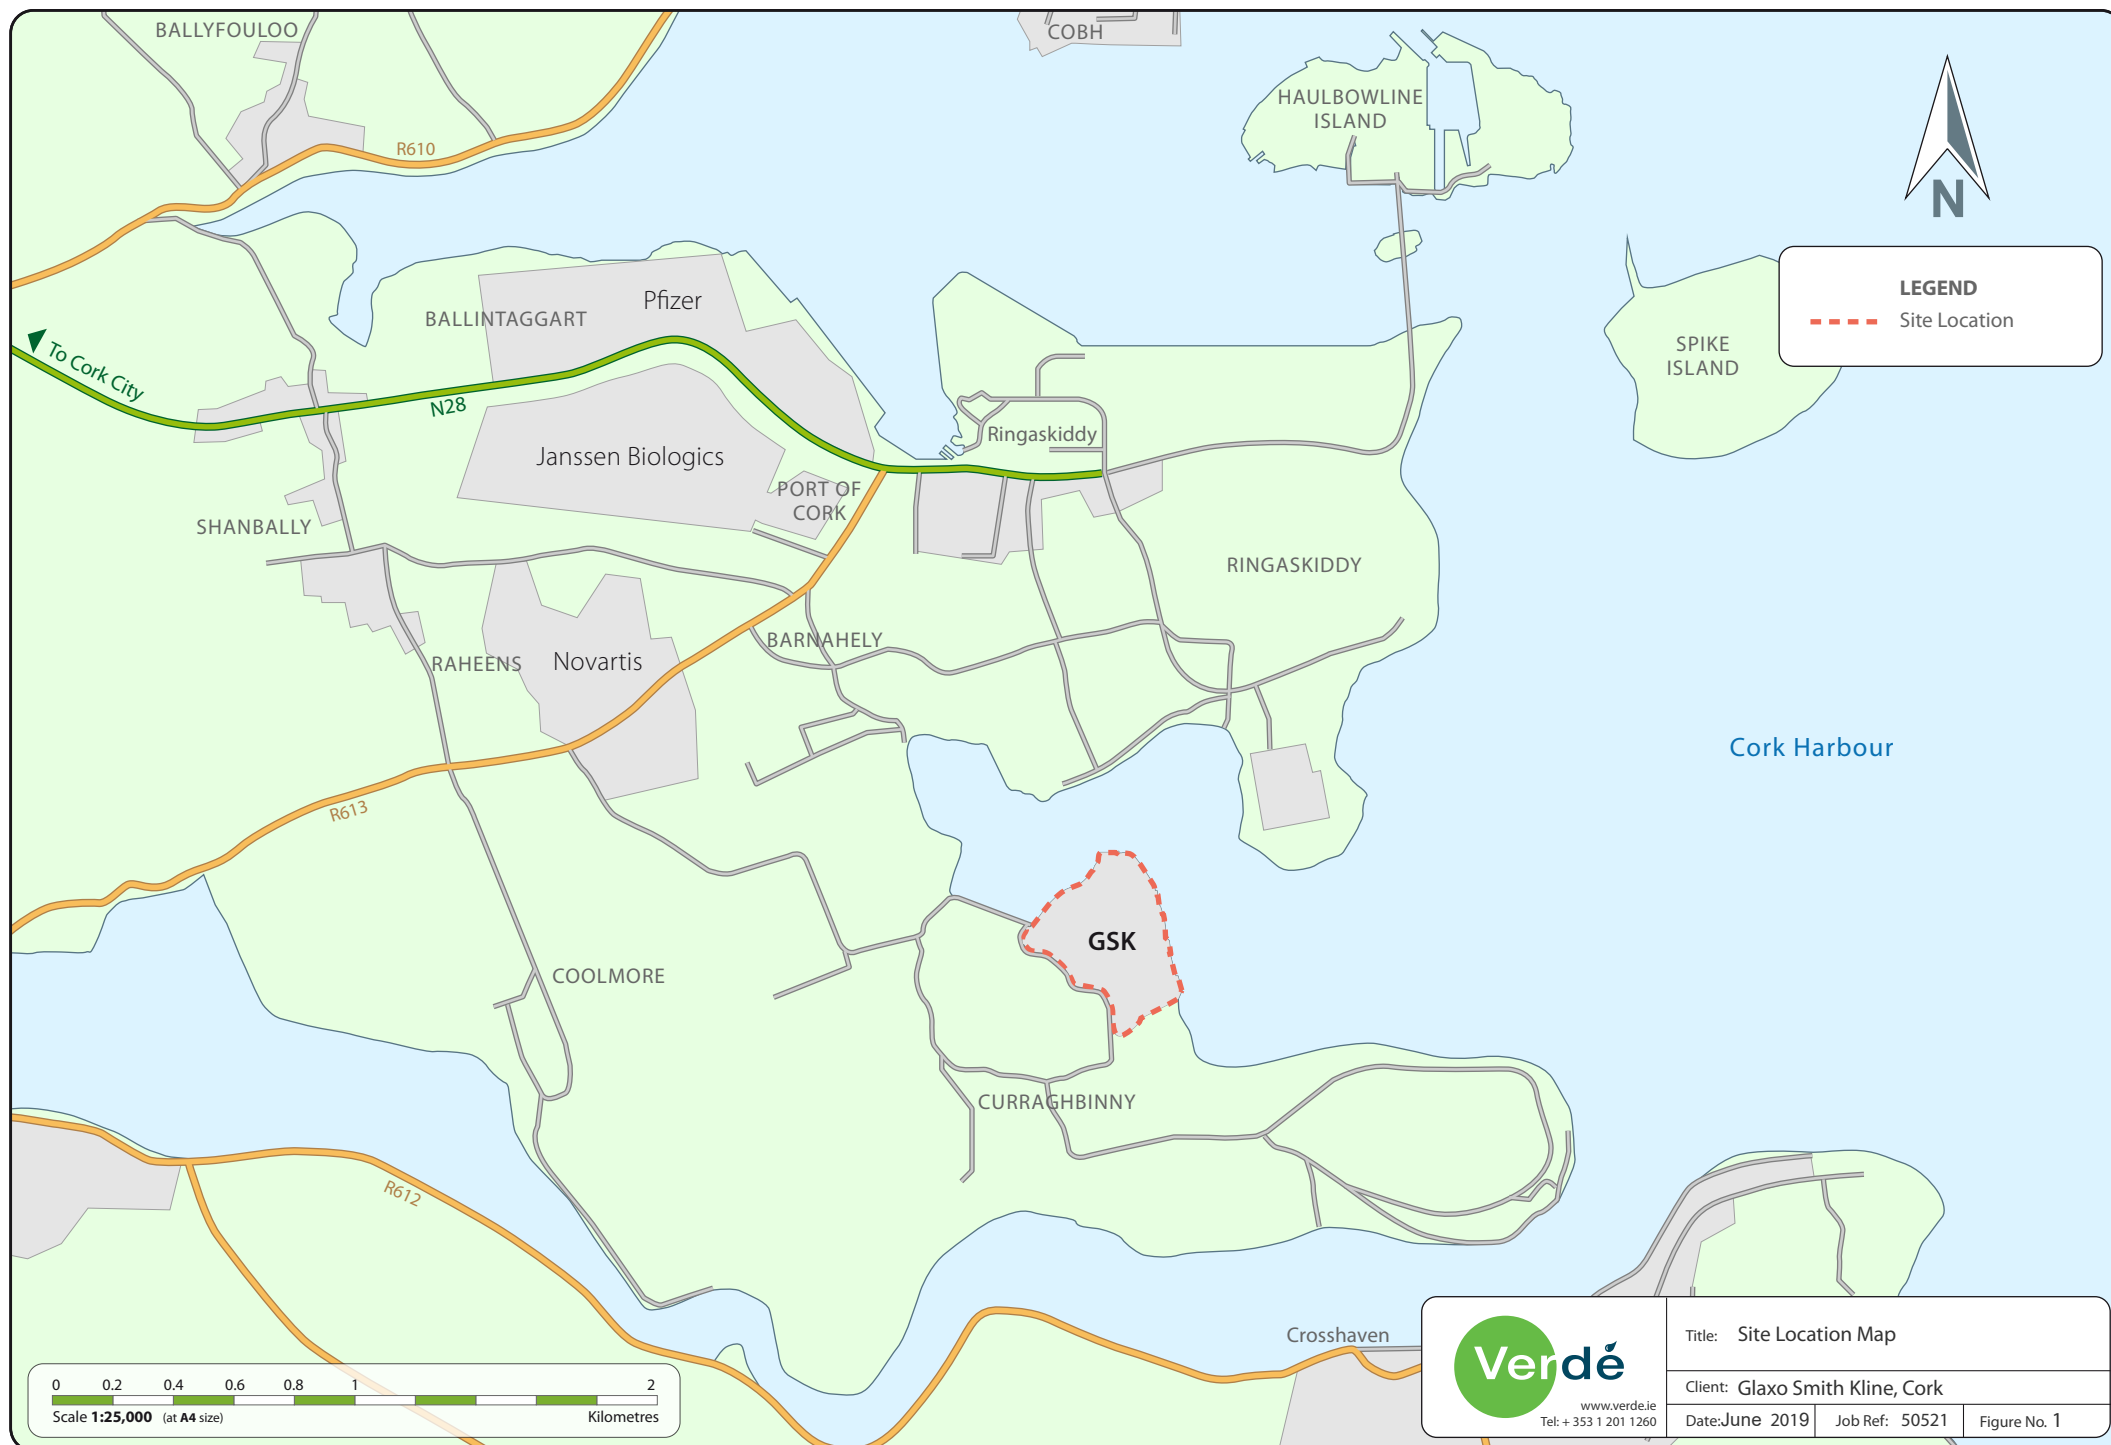 BALLYFOULOO
COBH
HAULBOWLINE
ISLAND
R610
N
LEGEND
Site Location
Pfizer
BALLINTAGGART
SPIKE
ISLAND
To Cork City
N28
Ringaskiddy
Janssen Biologics
PORT OF
CORK
SHANBALLY
RINGASKIDDY
BARNAHELY
RAHEENS
Novartis
Cork Harbour
R613
GSK
COOLMORE
CURRAGHBINNY
R612
Crosshaven
0 0.2 0.4 0.6 0.8 1 2
Scale 1:25,000 (at A4 size) Kilometres
Verdé
www.verde.ie
Tel: + 353 1 201 1260
Title: Site Location Map
Client: Glaxo Smith Kline, Cork
Date:June 2019 Job Ref: 50521 Figure No. 1